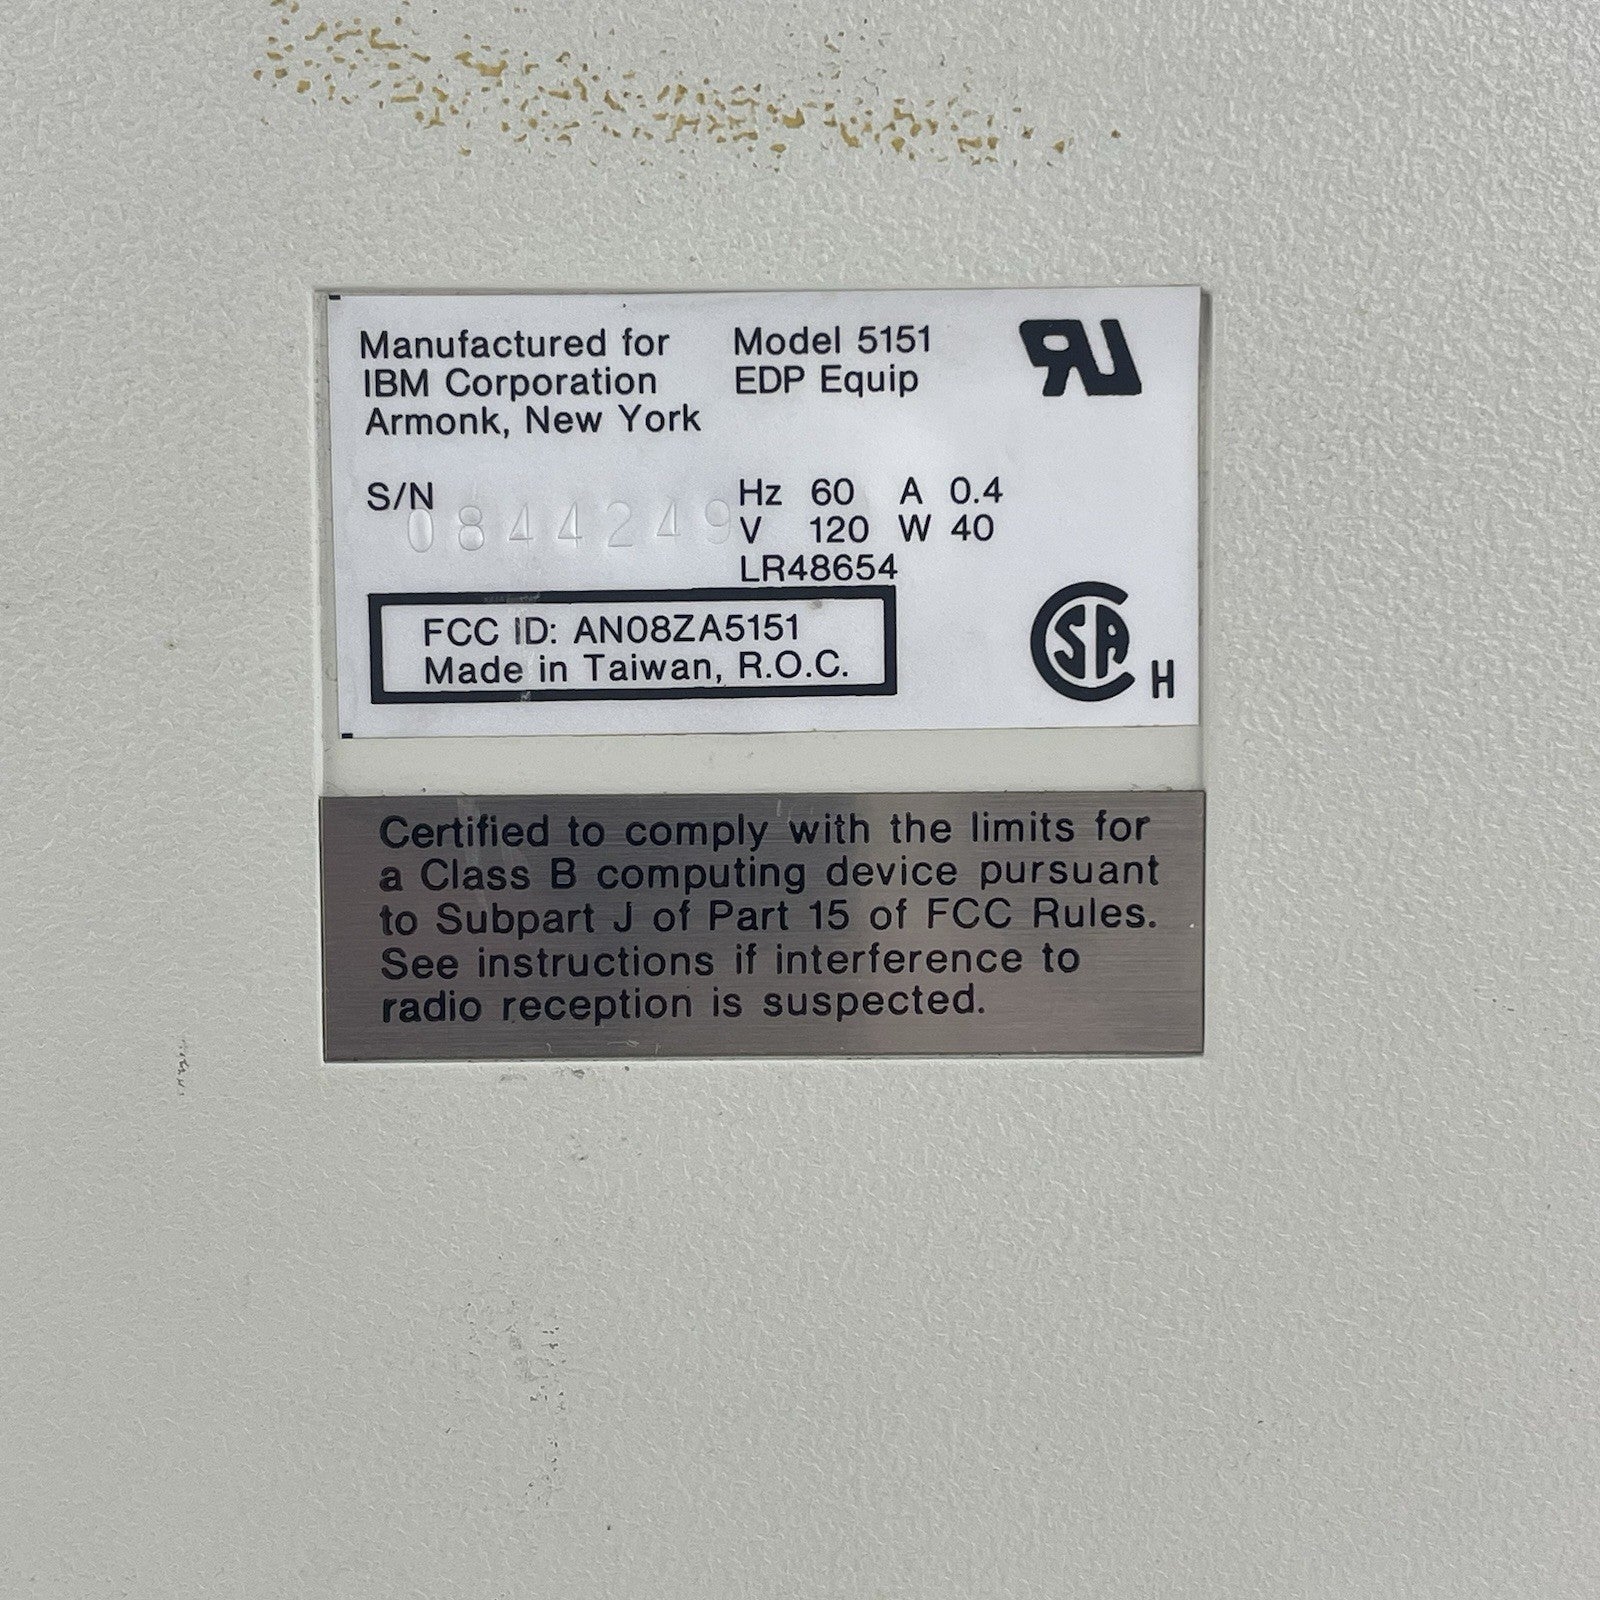 Manufactured for
IBM Corporation
Armonk, New York
Model 5151
EDP Equip
S/N 0844249
Hz 60 A 0.4
V 120 W 40
LR48654
FCC ID: AN08ZA5151
Made in Taiwan, R.O.C.
SA H
Certified to comply with the limits for
a Class B computing device pursuant
to Subpart J of Part 15 of FCC Rules.
See instructions if interference to
radio reception is suspected.